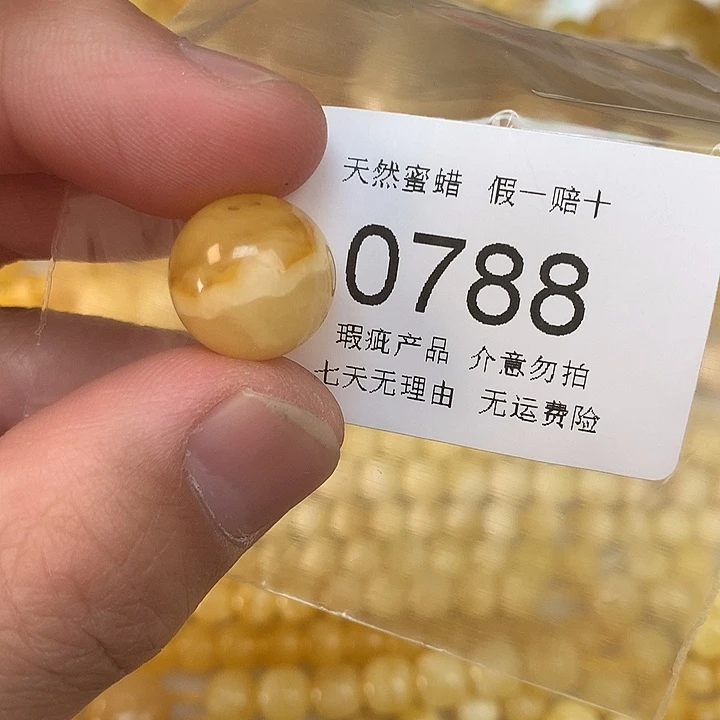 天然蜜蜡 假一赔十
0788
瑕疵产品 介意勿拍
七天无理由 无运费险